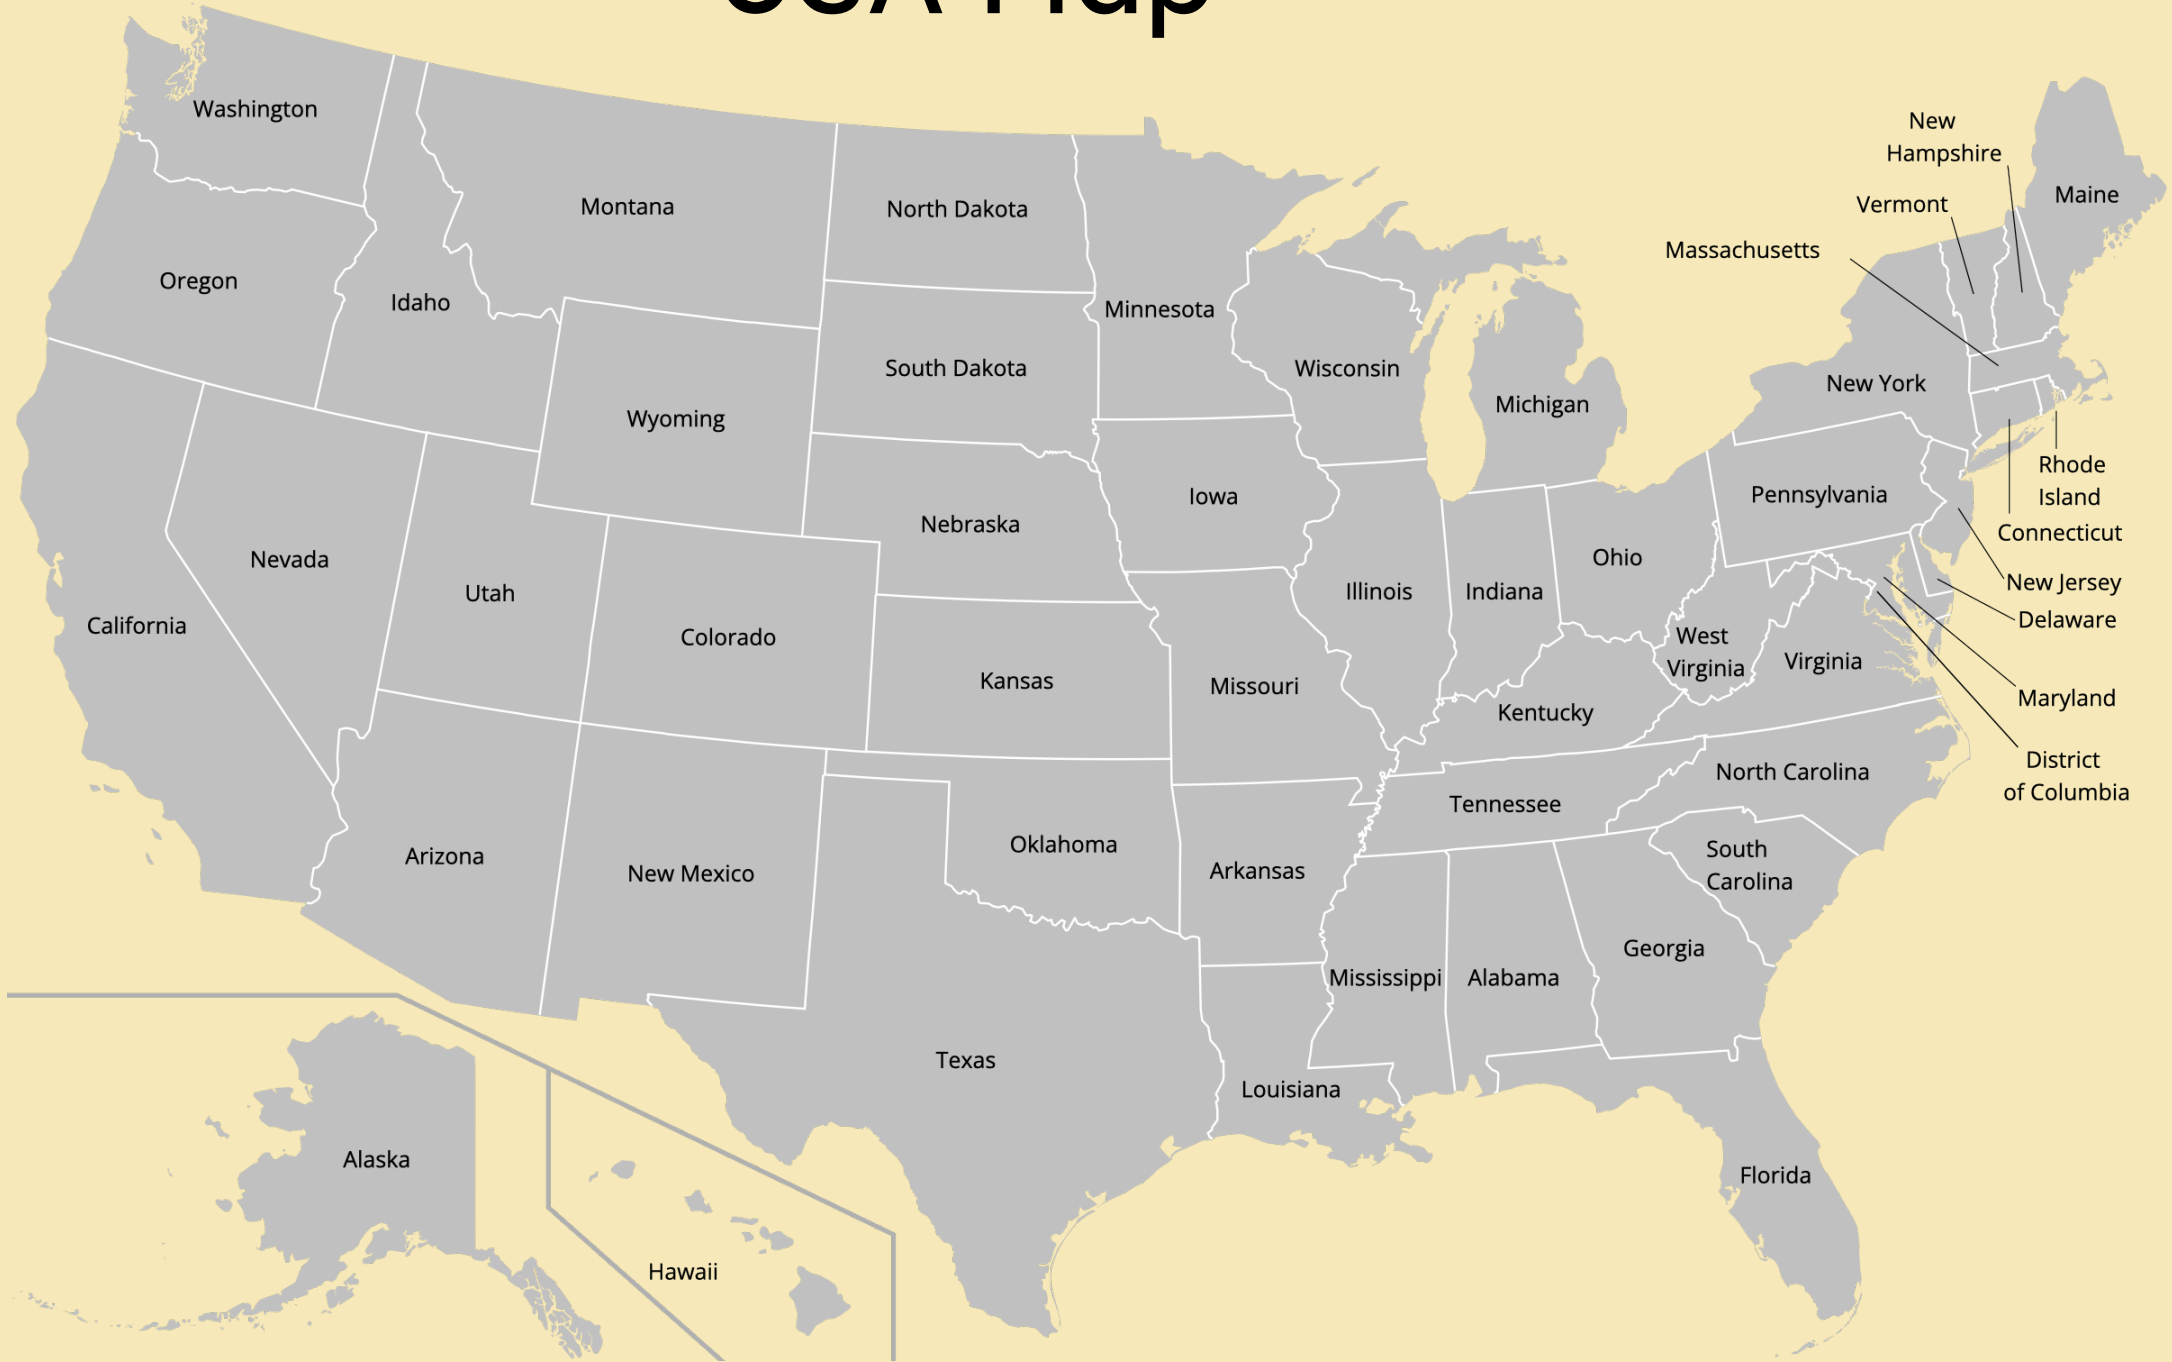 USA Map
Washington
Montana
North Dakota
Minnesota
Oregon
Idaho
Wyoming
South Dakota
Wisconsin
Michigan
New
Hampshire
Vermont
Maine
Massachusetts
New York
Rhode
Island
Connecticut
Pennsylvania
New Jersey
Delaware
Maryland
District
of Columbia
Iowa
Nebraska
Nevada
Utah
California
Colorado
Kansas
Missouri
Illinois
Indiana
Ohio
West
Virginia
Virginia
Kentucky
North Carolina
Tennessee
South
Carolina
Arizona
New Mexico
Oklahoma
Arkansas
Mississippi
Alabama
Georgia
Texas
Louisiana
Florida
Alaska
Hawaii